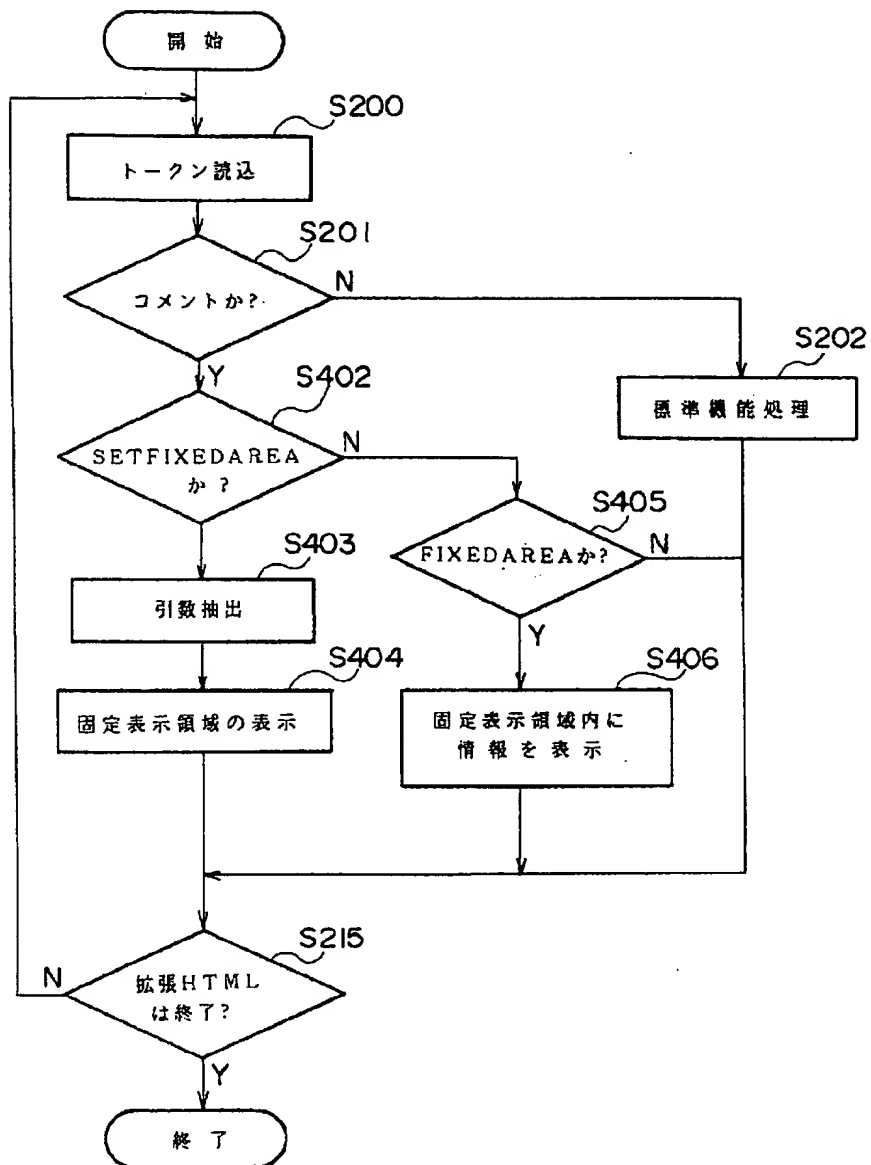 開始
S200
トークン読込
S201
コメントか?
N
S202
Y
標準機能処理
S402
SETFIXEDAREA
か?
N
S405
FIXEDAREAか?
N
S403
引数抽出
Y
S404
固定表示領域の表示
S406
固定表示領域内に
情報を表示
S215
N
拡張HTML
は終了?
Y
終了